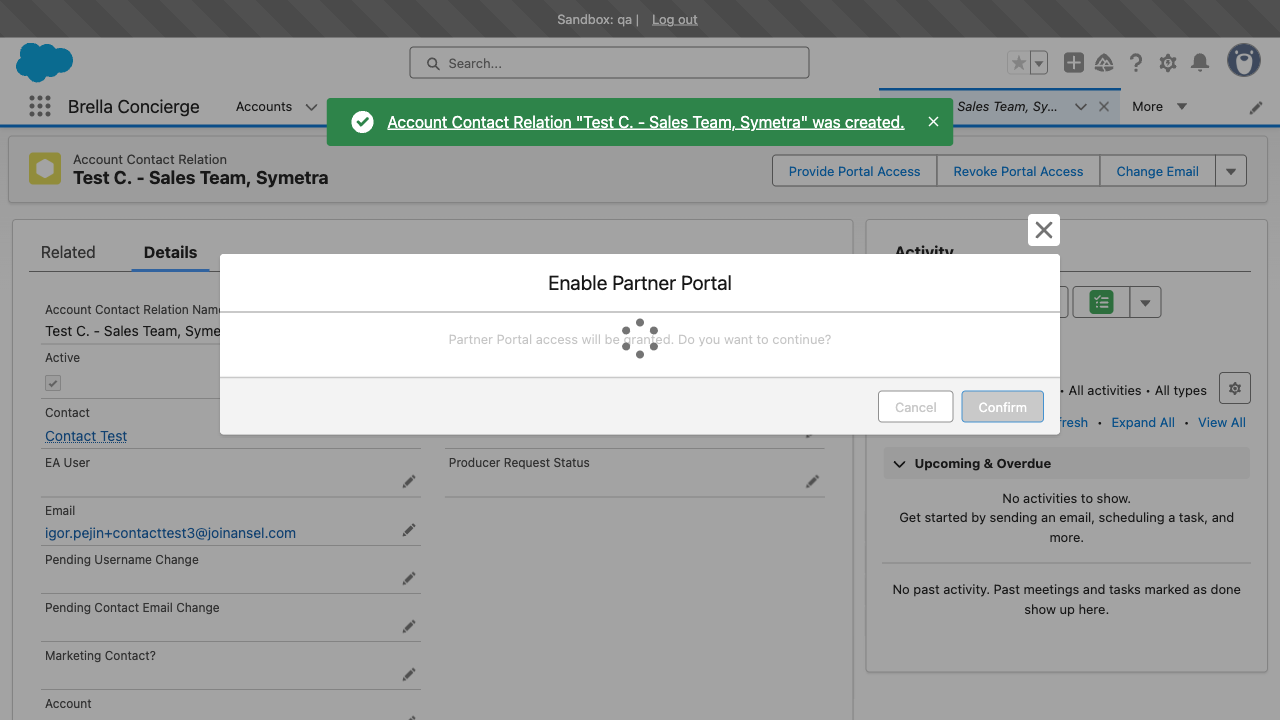 Sandbox: qa |
Log out
Search...
Brella Concierge
Accounts
Sales Team, Sy...
More
Account Contact Relation "Test C. - Sales Team, Symetra" was created.
Account Contact Relation
Test C. - Sales Team, Symetra
Provide Portal Access
Revoke Portal Access
Change Email
Related
Details
Activity
Enable Partner Portal
Partner Portal access will be granted. Do you want to continue?
Cancel
Confirm
Account Contact Relation Name
Test C. - Sales Team, Syme
Active
Contact
Contact Test
EA User
Producer Request Status
Email
igor.pejin+contacttest3@joinansel.com
Pending Username Change
Pending Contact Email Change
Marketing Contact?
Account
• All activities • All types
fresh • Expand All • View All
Upcoming & Overdue
No activities to show.
Get started by sending an email, scheduling a task, and
more.
No past activity. Past meetings and tasks marked as done
show up here.